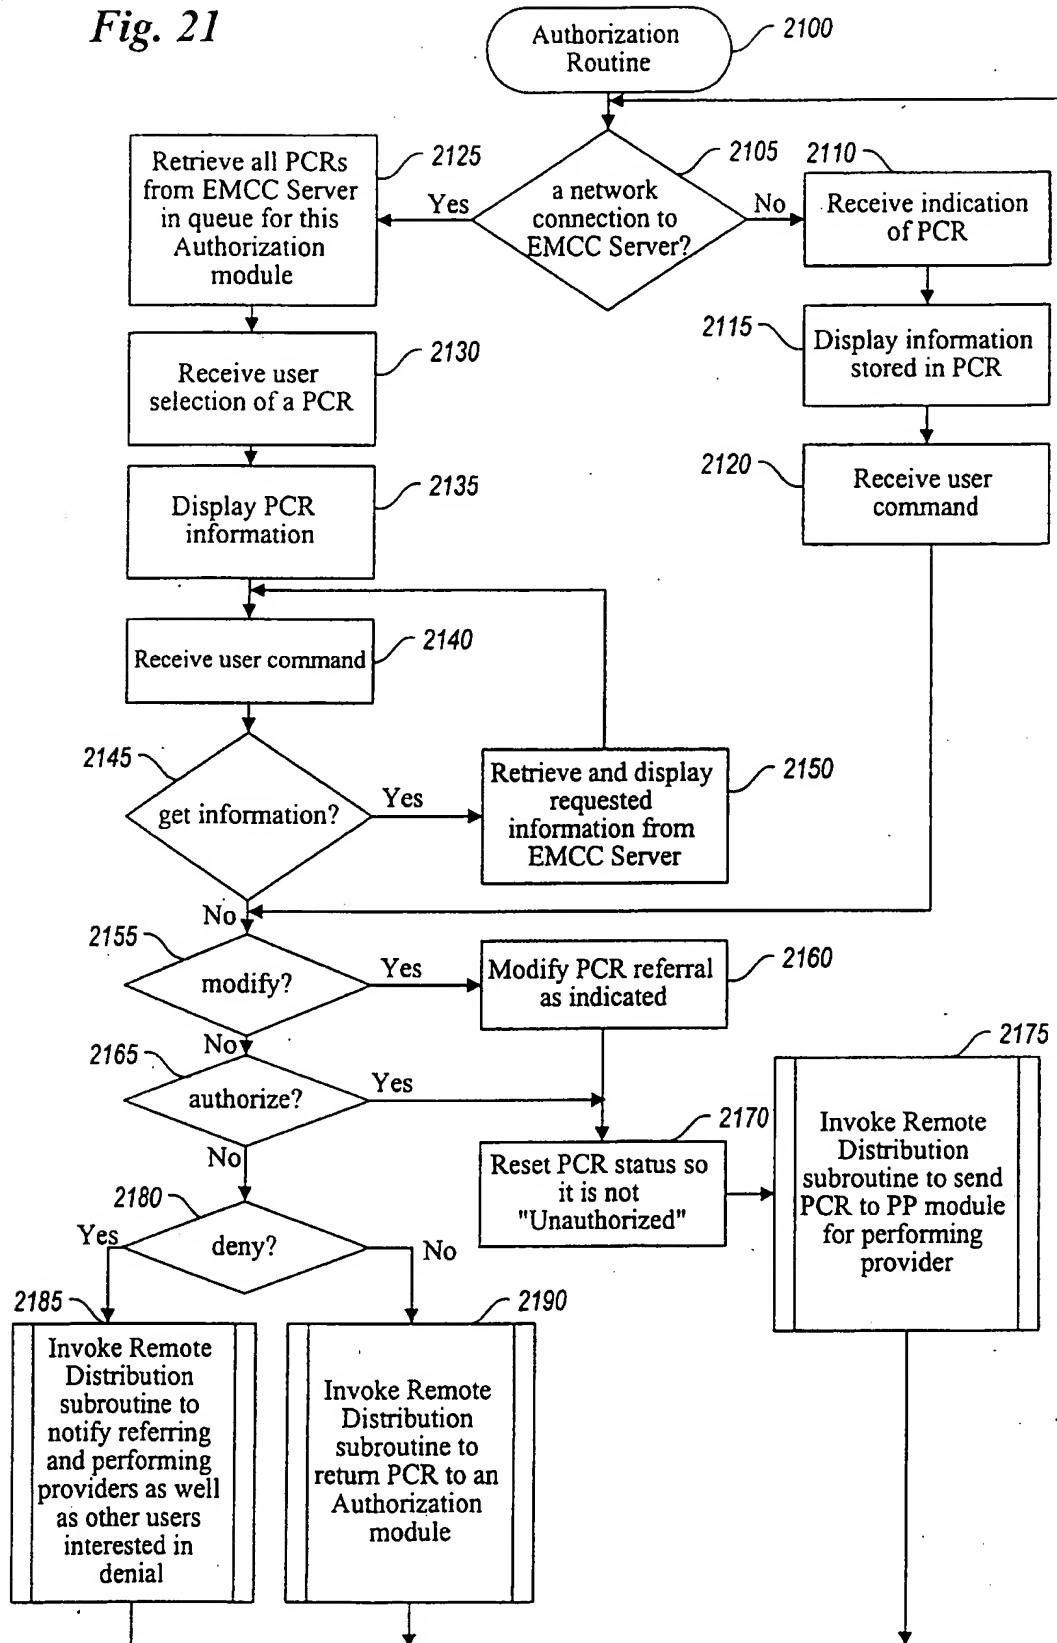 Fig. 21
Authorization
Routine
2100
Retrieve all PCRs
from EMCC Server
in queue for this
Authorization
module
2125
Yes
a network
connection to
EMCC Server?
2105
No
2110
Receive indication
of PCR
2115
Display information
stored in PCR
Receive user
selection of a PCR
2130
2120
Receive user
command
Display PCR
information
2135
Receive user command
2140
2145
get information?
Yes
Retrieve and display
requested
information from
EMCC Server
2150
No
2155
modify?
Yes
Modify PCR referral
as indicated
2160
No
2165
authorize?
Yes
2170
Reset PCR status so
it is not
"Unauthorized"
2175
Invoke Remote
Distribution
subroutine to send
PCR to PP module
for performing
provider
No
2180
Yes
deny?
No
2185
Invoke Remote
Distribution
subroutine to
notify referring
and performing
providers as well
as other users
interested in
denial
2190
Invoke Remote
Distribution
subroutine to
return PCR to an
Authorization
module